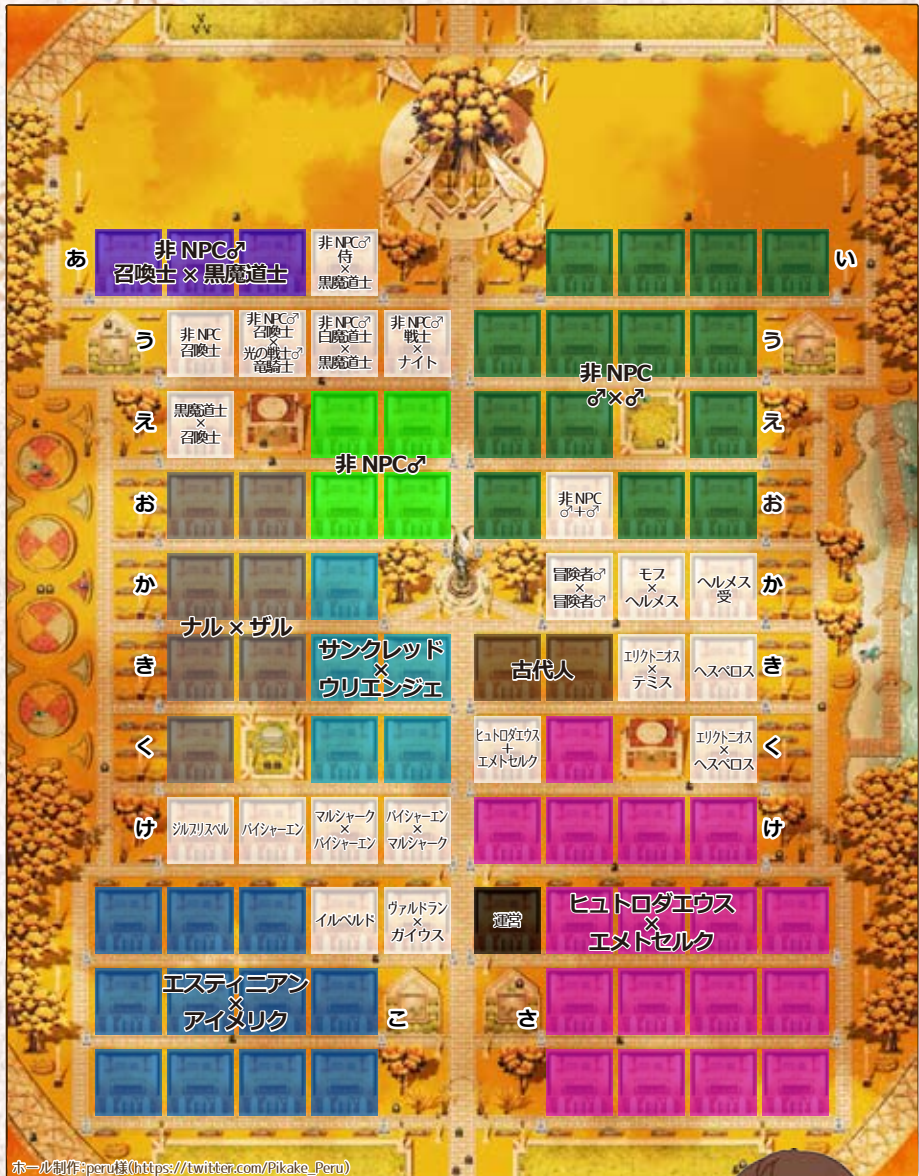 あ
非NPC♂
召喚士×黒魔道士
非NPC♂
侍
×
黒魔道士
い
う
非NPC
召喚士
非NPC♂
召喚士
×
光の戦士♂
竜騎士
非NPC♂
白魔道士
×
黒魔道士
非NPC♂
戦士
×
ナイト
う
非NPC
♂×♂
え
黒魔道士
×
召喚士
え
非NPC♂
お
非NPC
♂+♂
お
か
冒険者♂
×
冒険者♂
モブ
×
ヘルメス
ヘルメス
受
か
ナル×ザル
き
サンクレッド
×
ウリエンジェ
古代人
エリクトニオス
×
テミス
ヘスペロス
き
く
ヒュトロダエウス
+
エメトセルク
エリクトニオス
×
ヘスペロス
く
け
ジルフリスベル
バイシャーエン
マルシャーク
×
バイシャーエン
バイシャーエン
×
マルシャーク
け
イルベルド
ヴァルドラン
×
ガイウス
運営
ヒュトロダエウス
×
エメトセルク
エスティニアン
×
アイメリク
こ
さ
ホール制作:peru様(https://twitter.com/Pikake_Peru)